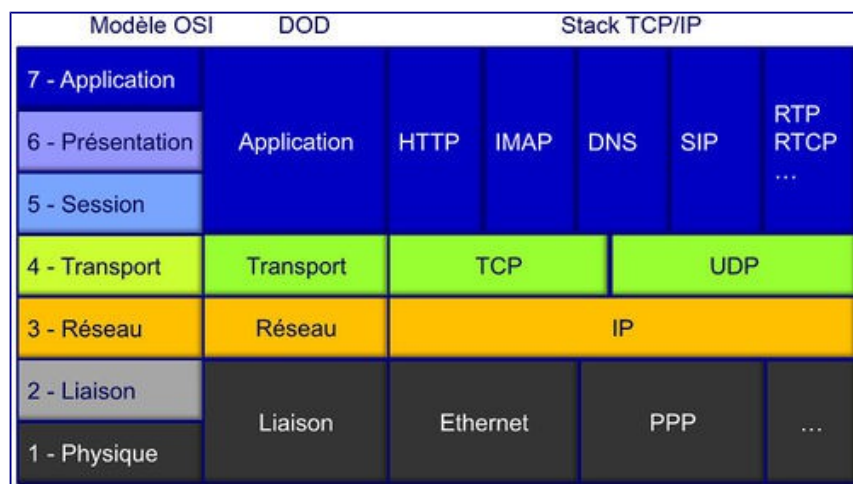 Modèle OSI DOD Stack TCP/IP
7 - Application
6 - Présentation
5 - Session
Application
HTTP
IMAP
DNS
SIP
RTP
RTCP
...
4 - Transport
Transport
TCP
UDP
3 - Réseau
Réseau
IP
2 - Liaison
1 - Physique
Liaison
Ethernet
PPP
...